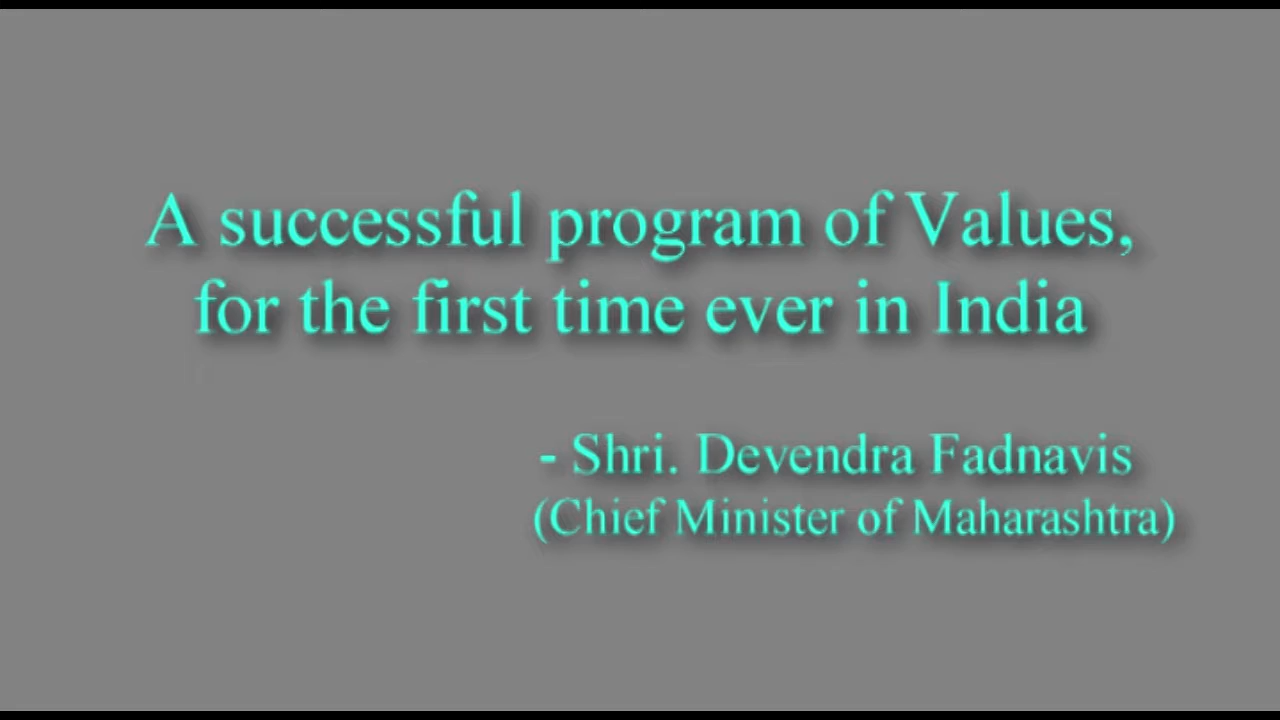 A successful program of Values,
for the first time ever in India
- Shri. Devendra Fadnavis
(Chief Minister of Maharashtra)